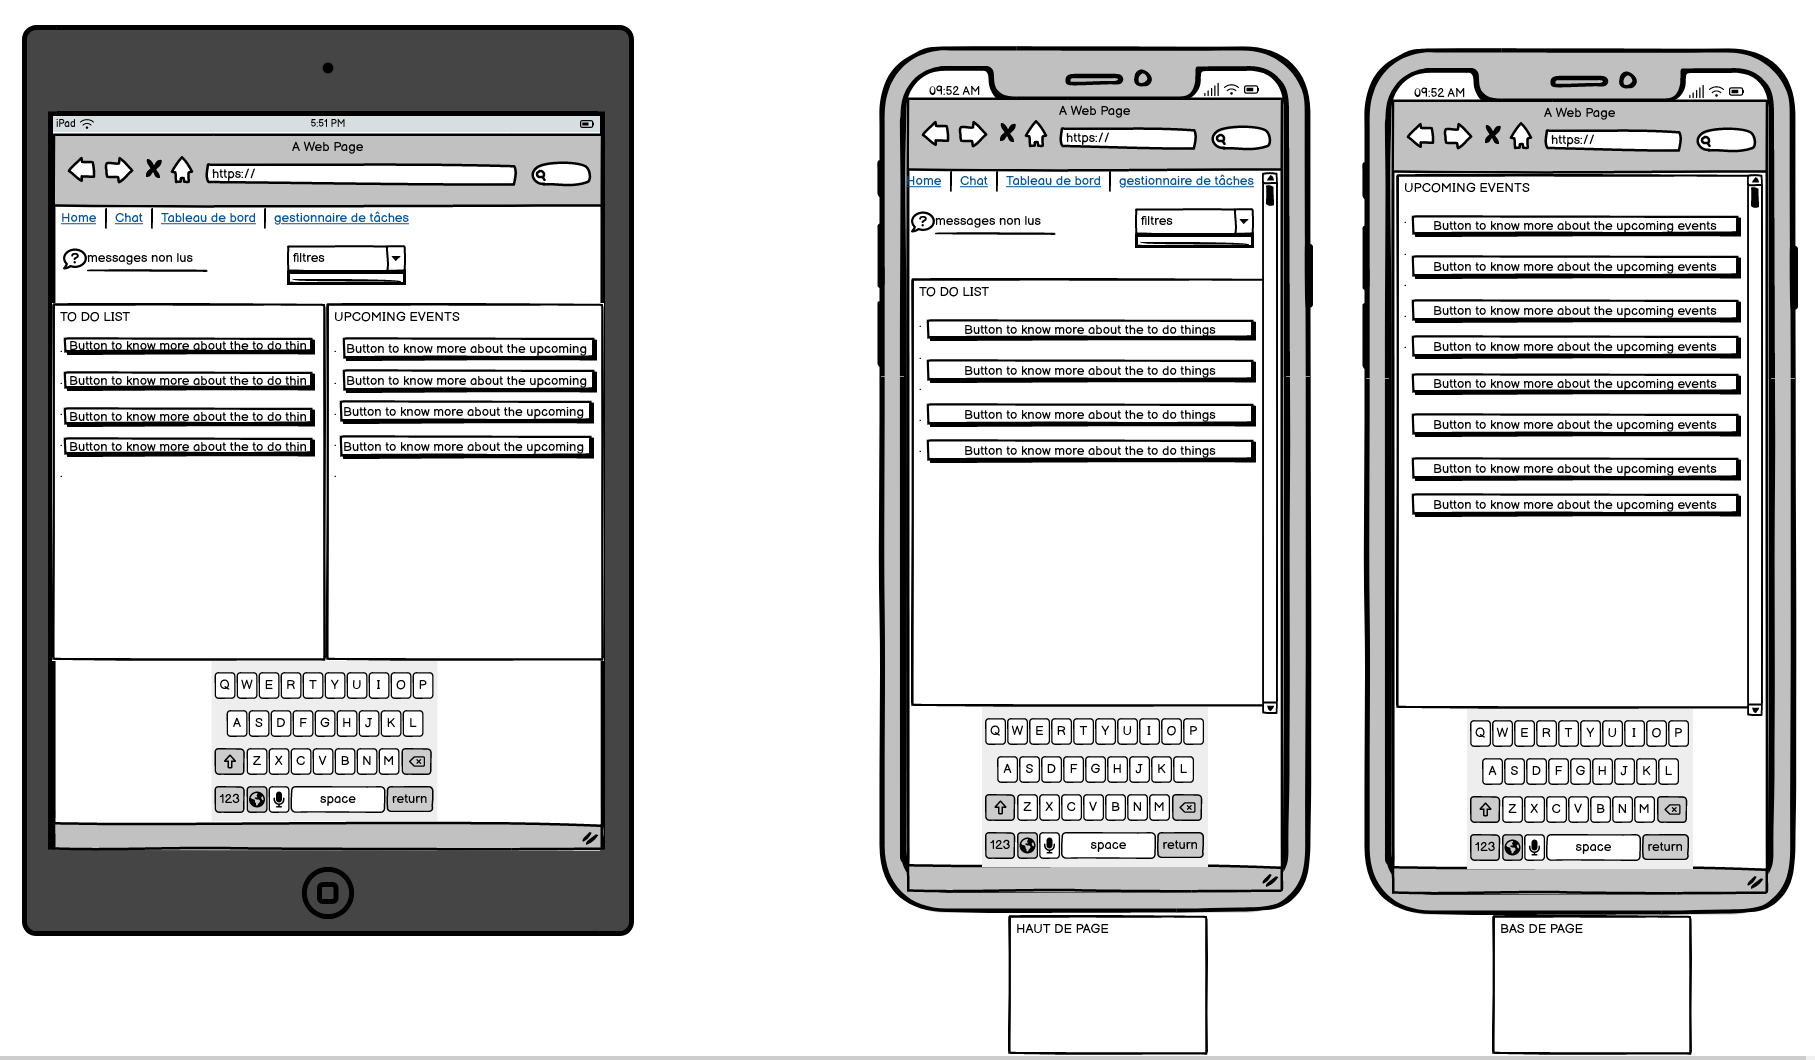 iPad 5:51 PM
A Web Page
https://
Home Chat Tableau de bord gestionnaire de tâches
messages non lus filtres
TO DO LIST
Button to know more about the to do thin
Button to know more about the to do thin
Button to know more about the to do thin
Button to know more about the to do thin
UPCOMING EVENTS
Button to know more about the upcoming
Button to know more about the upcoming
Button to know more about the upcoming
Button to know more about the upcoming
Q W E R T Y U I O P
A S D F G H J K L
Z X C V B N M
123 space return
09:52 AM
A Web Page
https://
Home Chat Tableau de bord gestionnaire de tâches
messages non lus filtres
TO DO LIST
Button to know more about the to do things
Button to know more about the to do things
Button to know more about the to do things
Button to know more about the to do things
Q W E R T Y U I O P
A S D F G H J K L
Z X C V B N M
123 space return
HAUT DE PAGE
09:52 AM
A Web Page
https://
UPCOMING EVENTS
Button to know more about the upcoming events
Button to know more about the upcoming events
Button to know more about the upcoming events
Button to know more about the upcoming events
Button to know more about the upcoming events
Button to know more about the upcoming events
Button to know more about the upcoming events
Button to know more about the upcoming events
Q W E R T Y U I O P
A S D F G H J K L
Z X C V B N M
123 space return
BAS DE PAGE